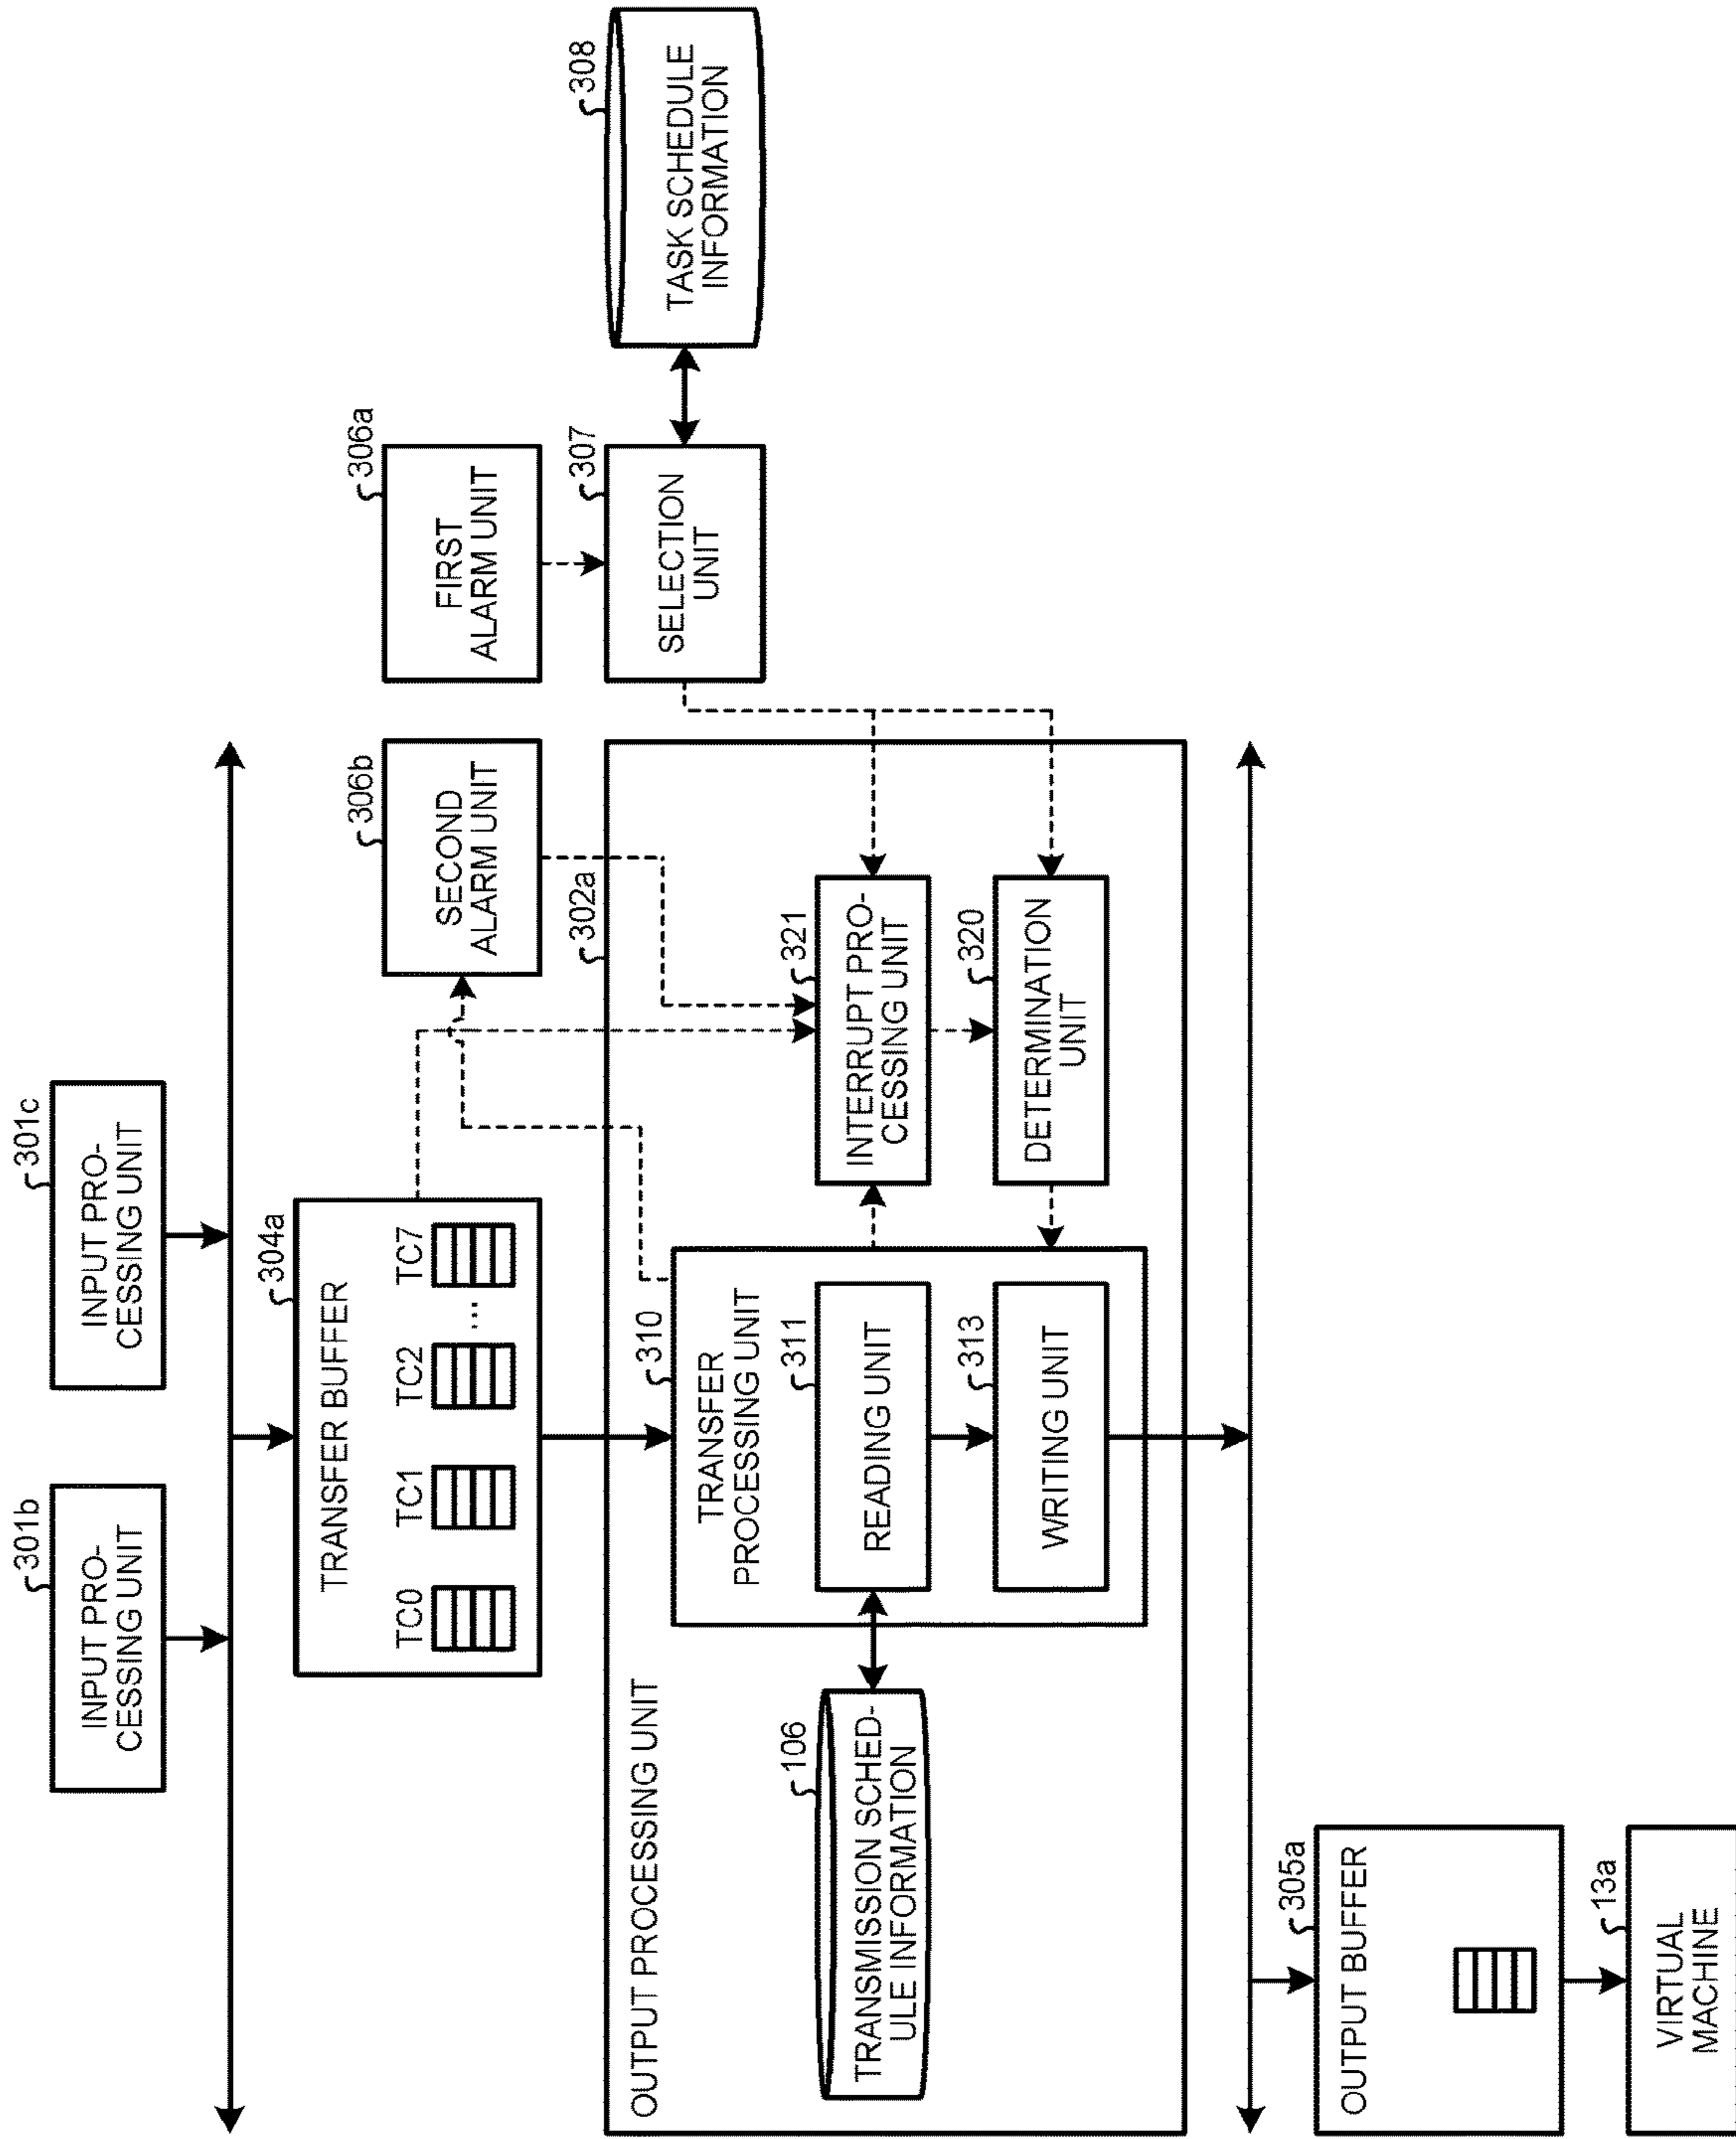 301b
INPUT PRO-
CESSING UNIT
301c
INPUT PRO-
CESSING UNIT
304a
TRANSFER BUFFER
TC0
TC1
TC2
...
TC7
306b
SECOND
ALARM UNIT
306a
FIRST
ALARM UNIT
307
SELECTION
UNIT
308
TASK SCHEDULE
INFORMATION
302a
OUTPUT PROCESSING UNIT
310
TRANSFER
PROCESSING UNIT
106
TRANSMISSION SCHED-
ULE INFORMATION
311
READING UNIT
321
INTERRUPT PRO-
CESSING UNIT
313
WRITING UNIT
320
DETERMINATION
UNIT
305a
OUTPUT BUFFER
13a
VIRTUAL
MACHINE